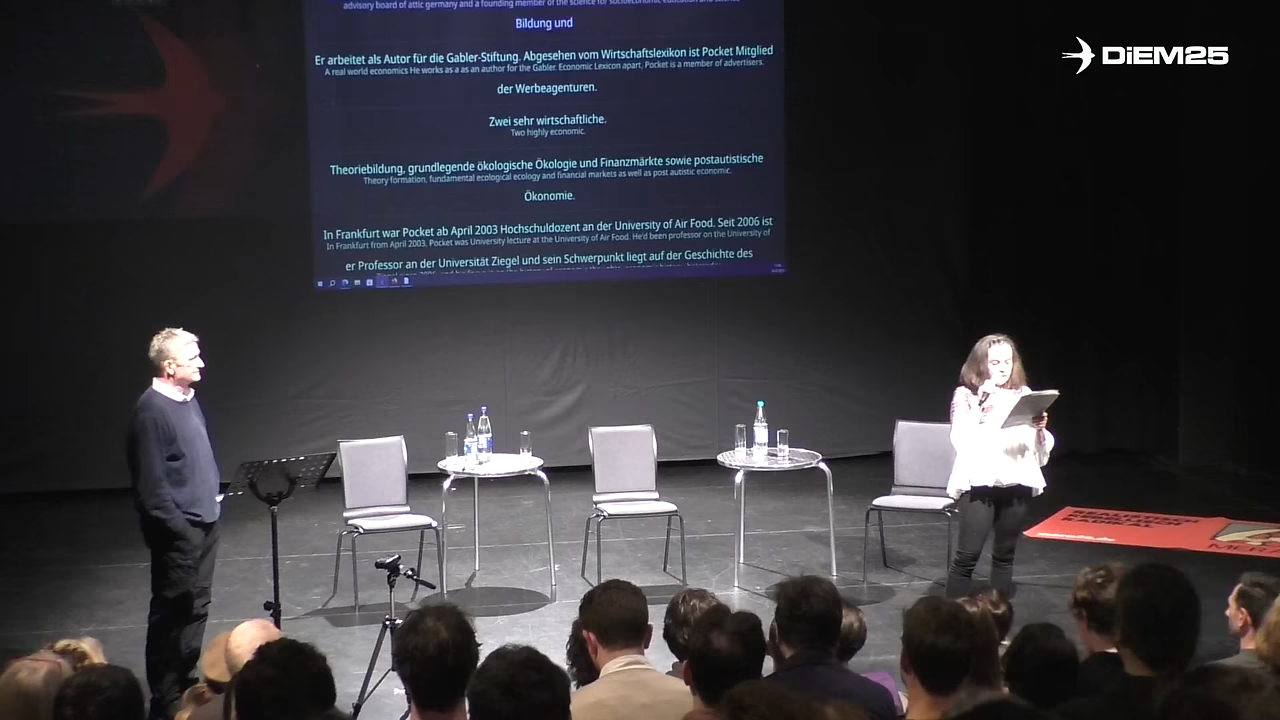 advisory board of attic germany and a founding member of the science for socioeconomic education and science
DiEM25
Bildung und
Er arbeitet als Autor für die Gabler-Stiftung. Abgesehen vom Wirtschaftslexikon ist Pocket Mitglied
A real world economics He works as a as an author for the Gabler. Economic Lexicon apart, Pocket is a member of advertisers.
der Werbeagenturen.
Zwei sehr wirtschaftliche.
Two highly economic.
Theoriebildung, grundlegende ökologische Ökologie und Finanzmärkte sowie postautistische
Theory formation, fundamental ecological ecology and financial markets as well as post autistic economic.
Ökonomie.
In Frankfurt war Pocket ab April 2003 Hochschuldozent an der University of Air Food. Seit 2006 ist
In Frankfurt from April 2003, Pocket was University lecture at the University of Air Food. He'd been professor on the University of
er Professor an der Universität Ziegel und sein Schwerpunkt liegt auf der Geschichte des